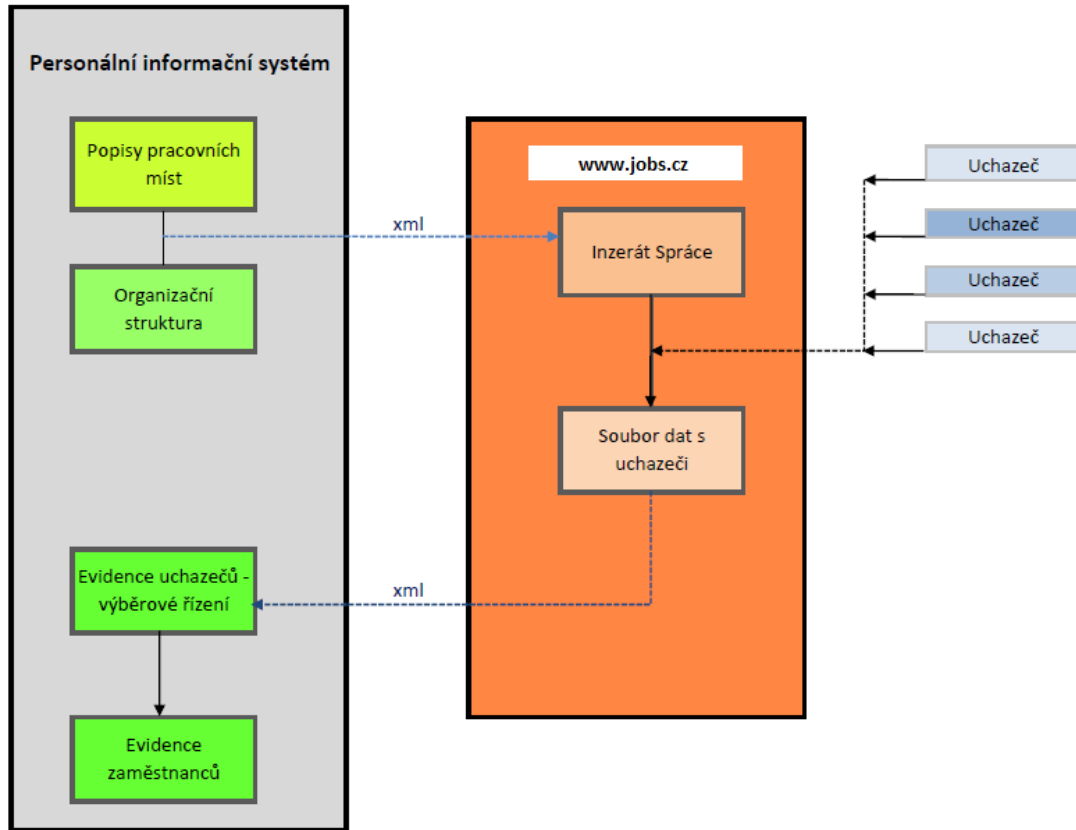 Personální informační systém
Popisy pracovních
míst
Organizační
struktura
Evidence uchazečů -
výběrové řízení
Evidence
zaměstnanců
xml
xml
www.jobs.cz
Inzerát Spráce
Soubor dat s
uchazeči
Uchazeč
Uchazeč
Uchazeč
Uchazeč